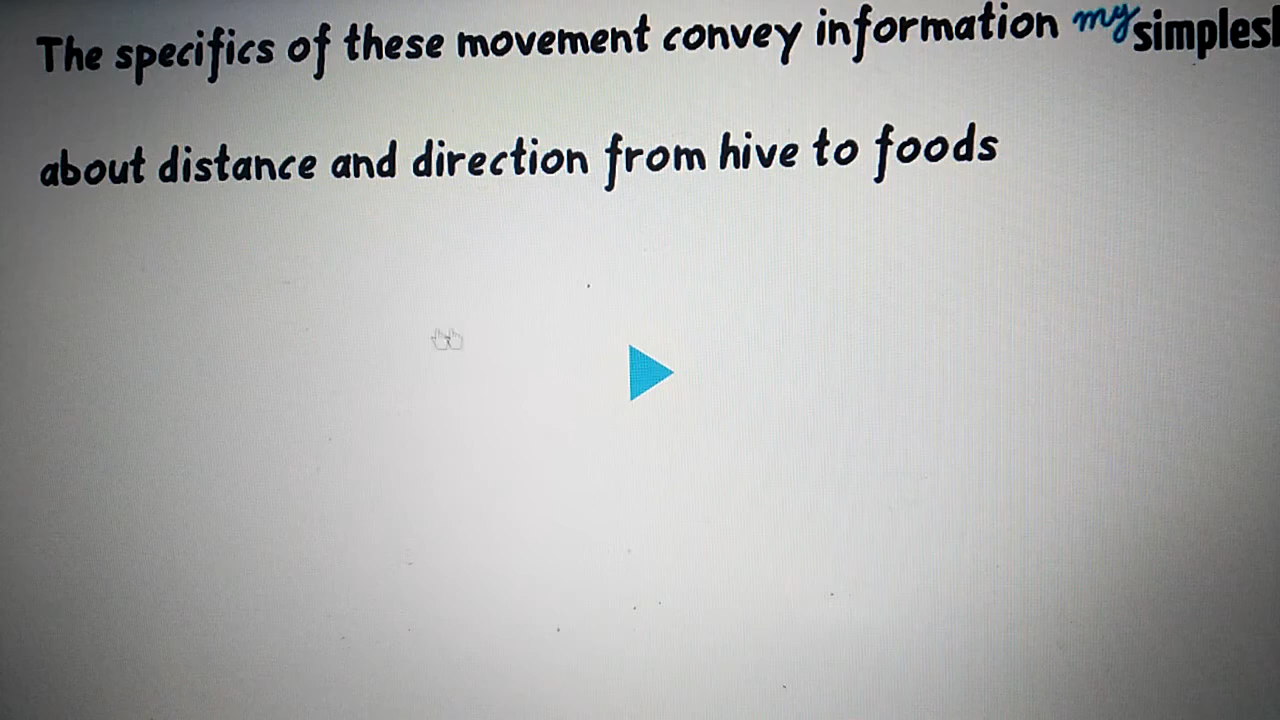 The specifics of these movement convey information my simples
about distance and direction from hive to foods